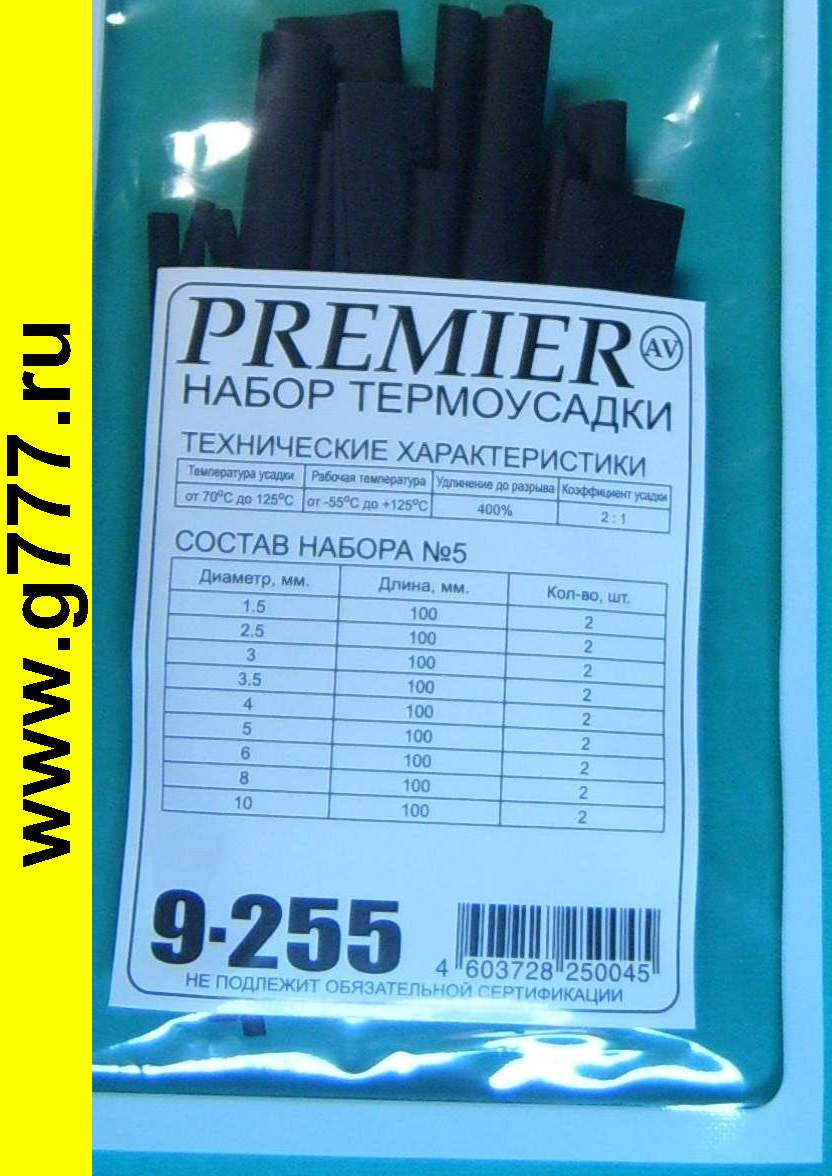 www.g777.ru
PREMIER AV
НАБОР ТЕРМОУСАДКИ
ТЕХНИЧЕСКИЕ ХАРАКТЕРИСТИКИ
Температура усадки Рабочая температура Удлинение до разрыва Коэффициент усадки
от 70°С до 125°С от -55°С до +125°С 400% 2 : 1
СОСТАВ НАБОРА №5
Диаметр, мм. Длина, мм. Кол-во, шт.
1.5 100 2
2.5 100 2
3 100 2
3.5 100 2
4 100 2
5 100 2
6 100 2
8 100 2
10 100 2
9-255
4 603728 250045
НЕ ПОДЛЕЖИТ ОБЯЗАТЕЛЬНОЙ СЕРТИФИКАЦИИ